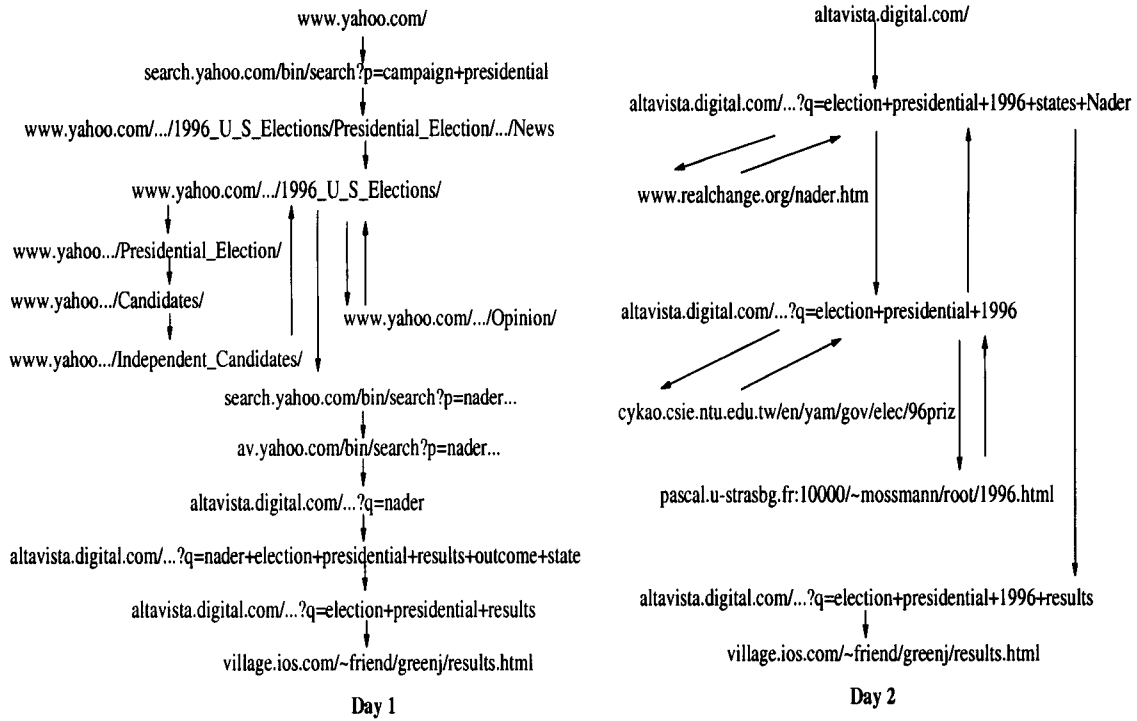 www.yahoo.com/
search.yahoo.com/bin/search?p=campaign+presidential
www.yahoo.com/.../1996_U_S_Elections/Presidential_Election/.../News
www.yahoo.com/.../1996_U_S_Elections/
www.yahoo.../Presidential_Election/
www.yahoo.../Candidates/
www.yahoo.com/.../Opinion/
www.yahoo.../Independent_Candidates/
search.yahoo.com/bin/search?p=nader...
av.yahoo.com/bin/search?p=nader...
altavista.digital.com/...?q=nader
altavista.digital.com/...?q=nader+election+presidential+results+outcome+state
altavista.digital.com/...?q=election+presidential+results
village.ios.com/~friend/greenj/results.html
Day 1
altavista.digital.com/
altavista.digital.com/...?q=election+presidential+1996+states+Nader
www.realchange.org/nader.htm
altavista.digital.com/...?q=election+presidential+1996
cykao.csie.ntu.edu.tw/en/yam/gov/elec/96priz
pascal.u-strasbg.fr:10000/~mossmann/root/1996.html
altavista.digital.com/...?q=election+presidential+1996+results
village.ios.com/~friend/greenj/results.html
Day 2